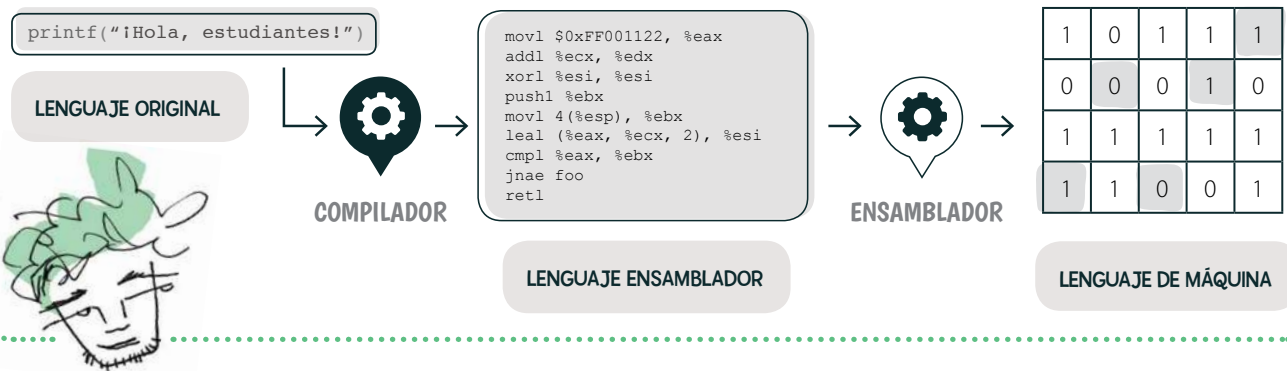 printf("¡Hola, estudiantes!")
LENGUAJE ORIGINAL
COMPILADOR
movl $0xFF001122, %eax
addl %ecx, %edx
xorl %esi, %esi
pushl %ebx
movl 4(%esp), %ebx
leal (%eax, %ecx, 2), %esi
cmpl %eax, %ebx
jnae foo
retl
LENGUAJE ENSAMBLADOR
ENSAMBLADOR
1 0 1 1 1
0 0 0 1 0
1 1 1 1 1
1 1 0 0 1
LENGUAJE DE MÁQUINA